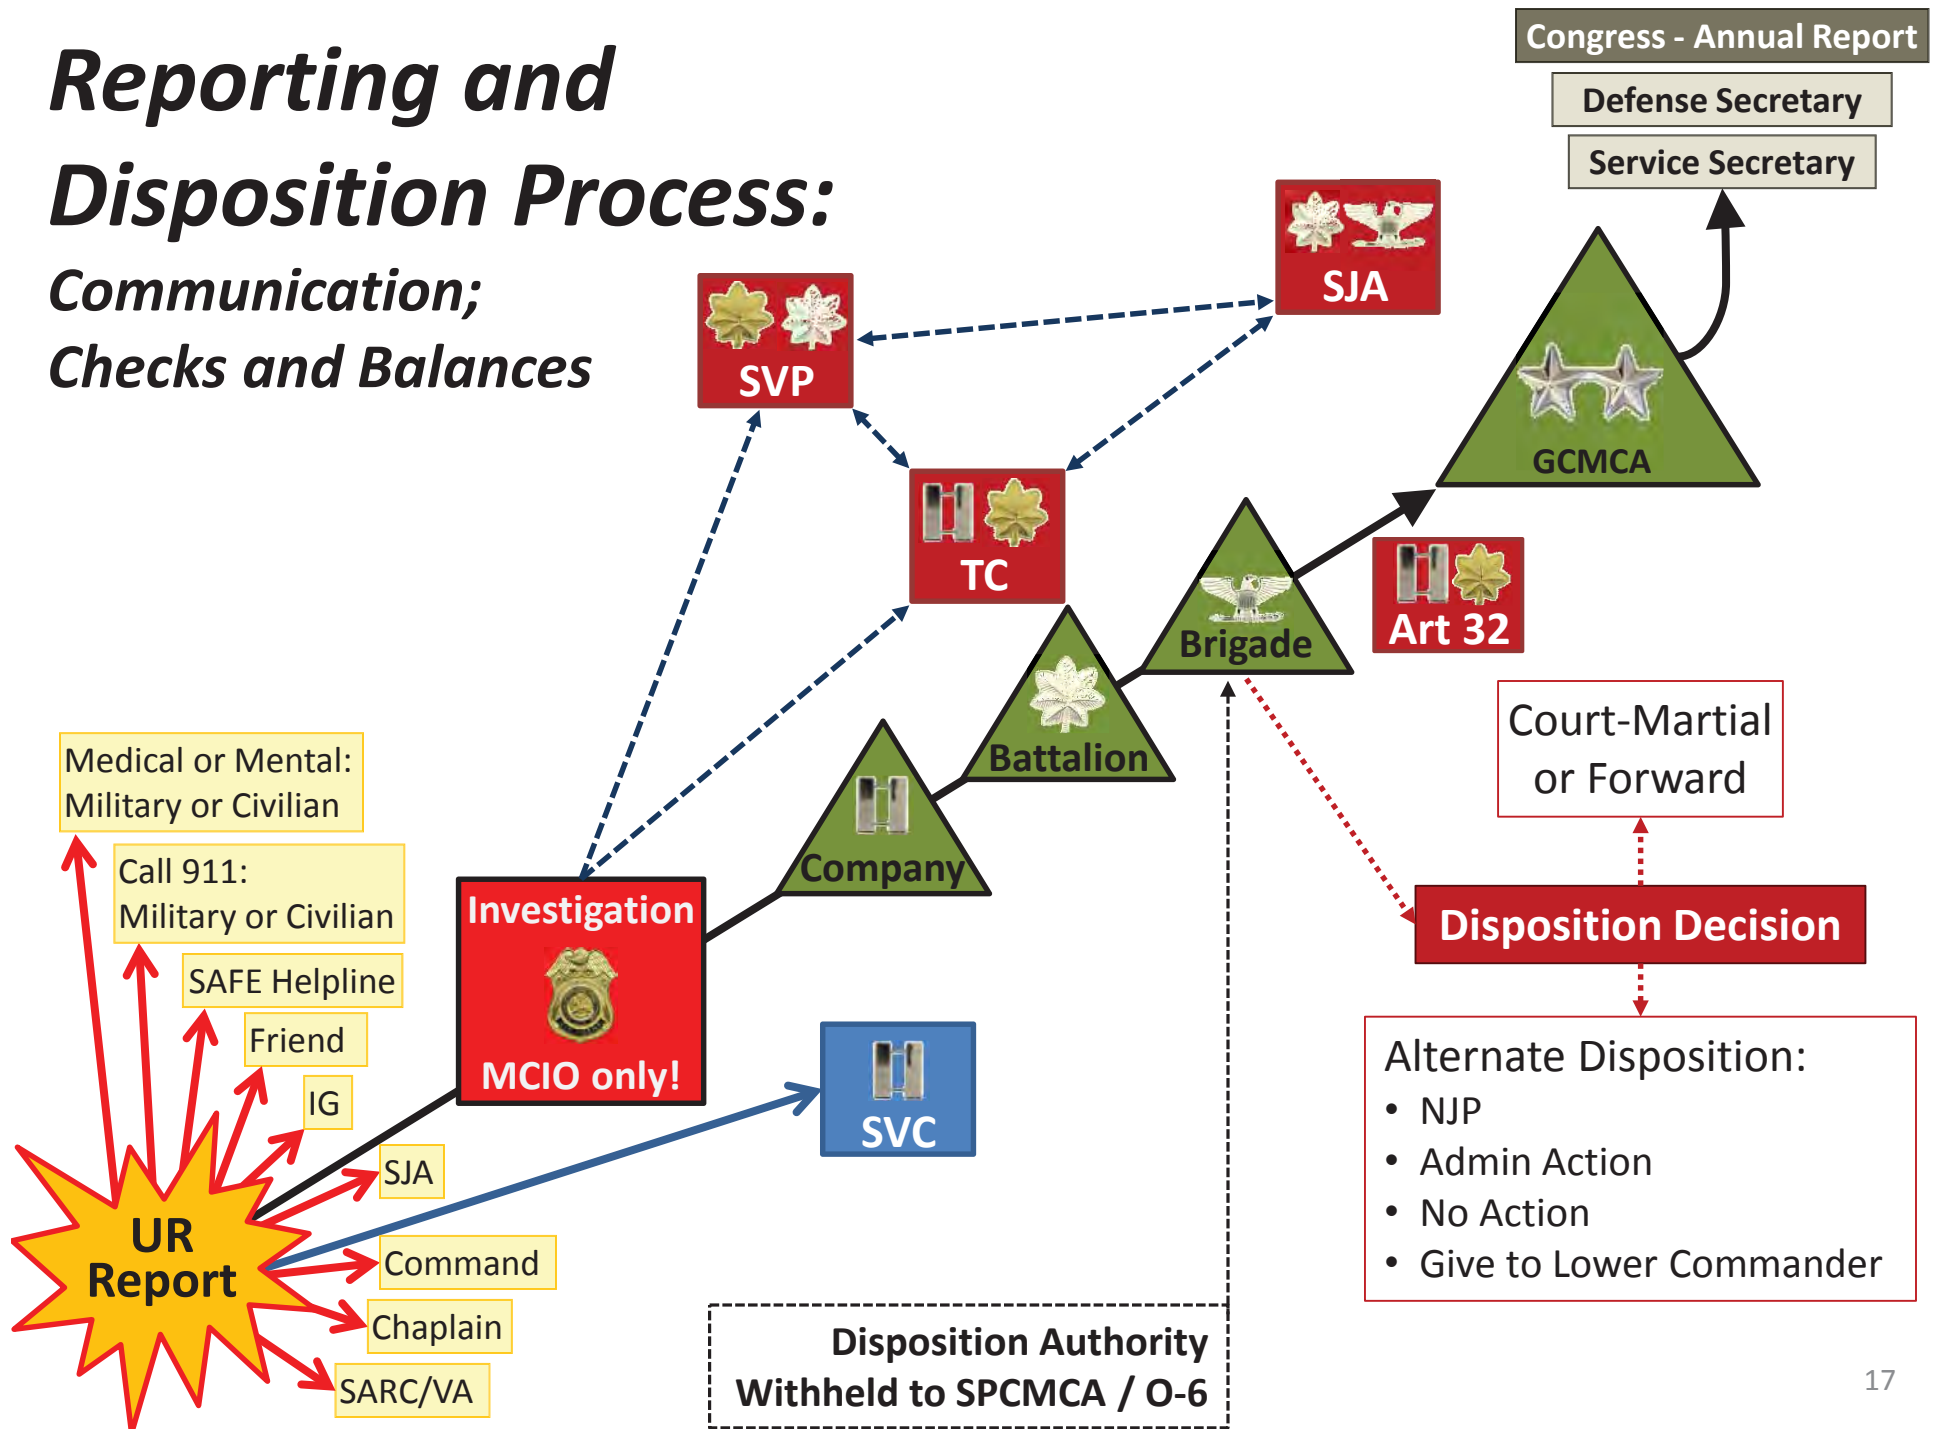 Reporting and
Disposition Process:
Communication;
Checks and Balances
Congress - Annual Report
Defense Secretary
Service Secretary
SJA
SVP
GCMCA
TC
Art 32
Brigade
Battalion
Company
Court-Martial
or Forward
Disposition Decision
Alternate Disposition:
• NJP
• Admin Action
• No Action
• Give to Lower Commander
Medical or Mental:
Military or Civilian
Call 911:
Military or Civilian
SAFE Helpline
Friend
IG
SJA
Command
Chaplain
SARC/VA
UR
Report
Investigation
MCIO only!
SVC
Disposition Authority
Withheld to SPCMCA / O-6
17